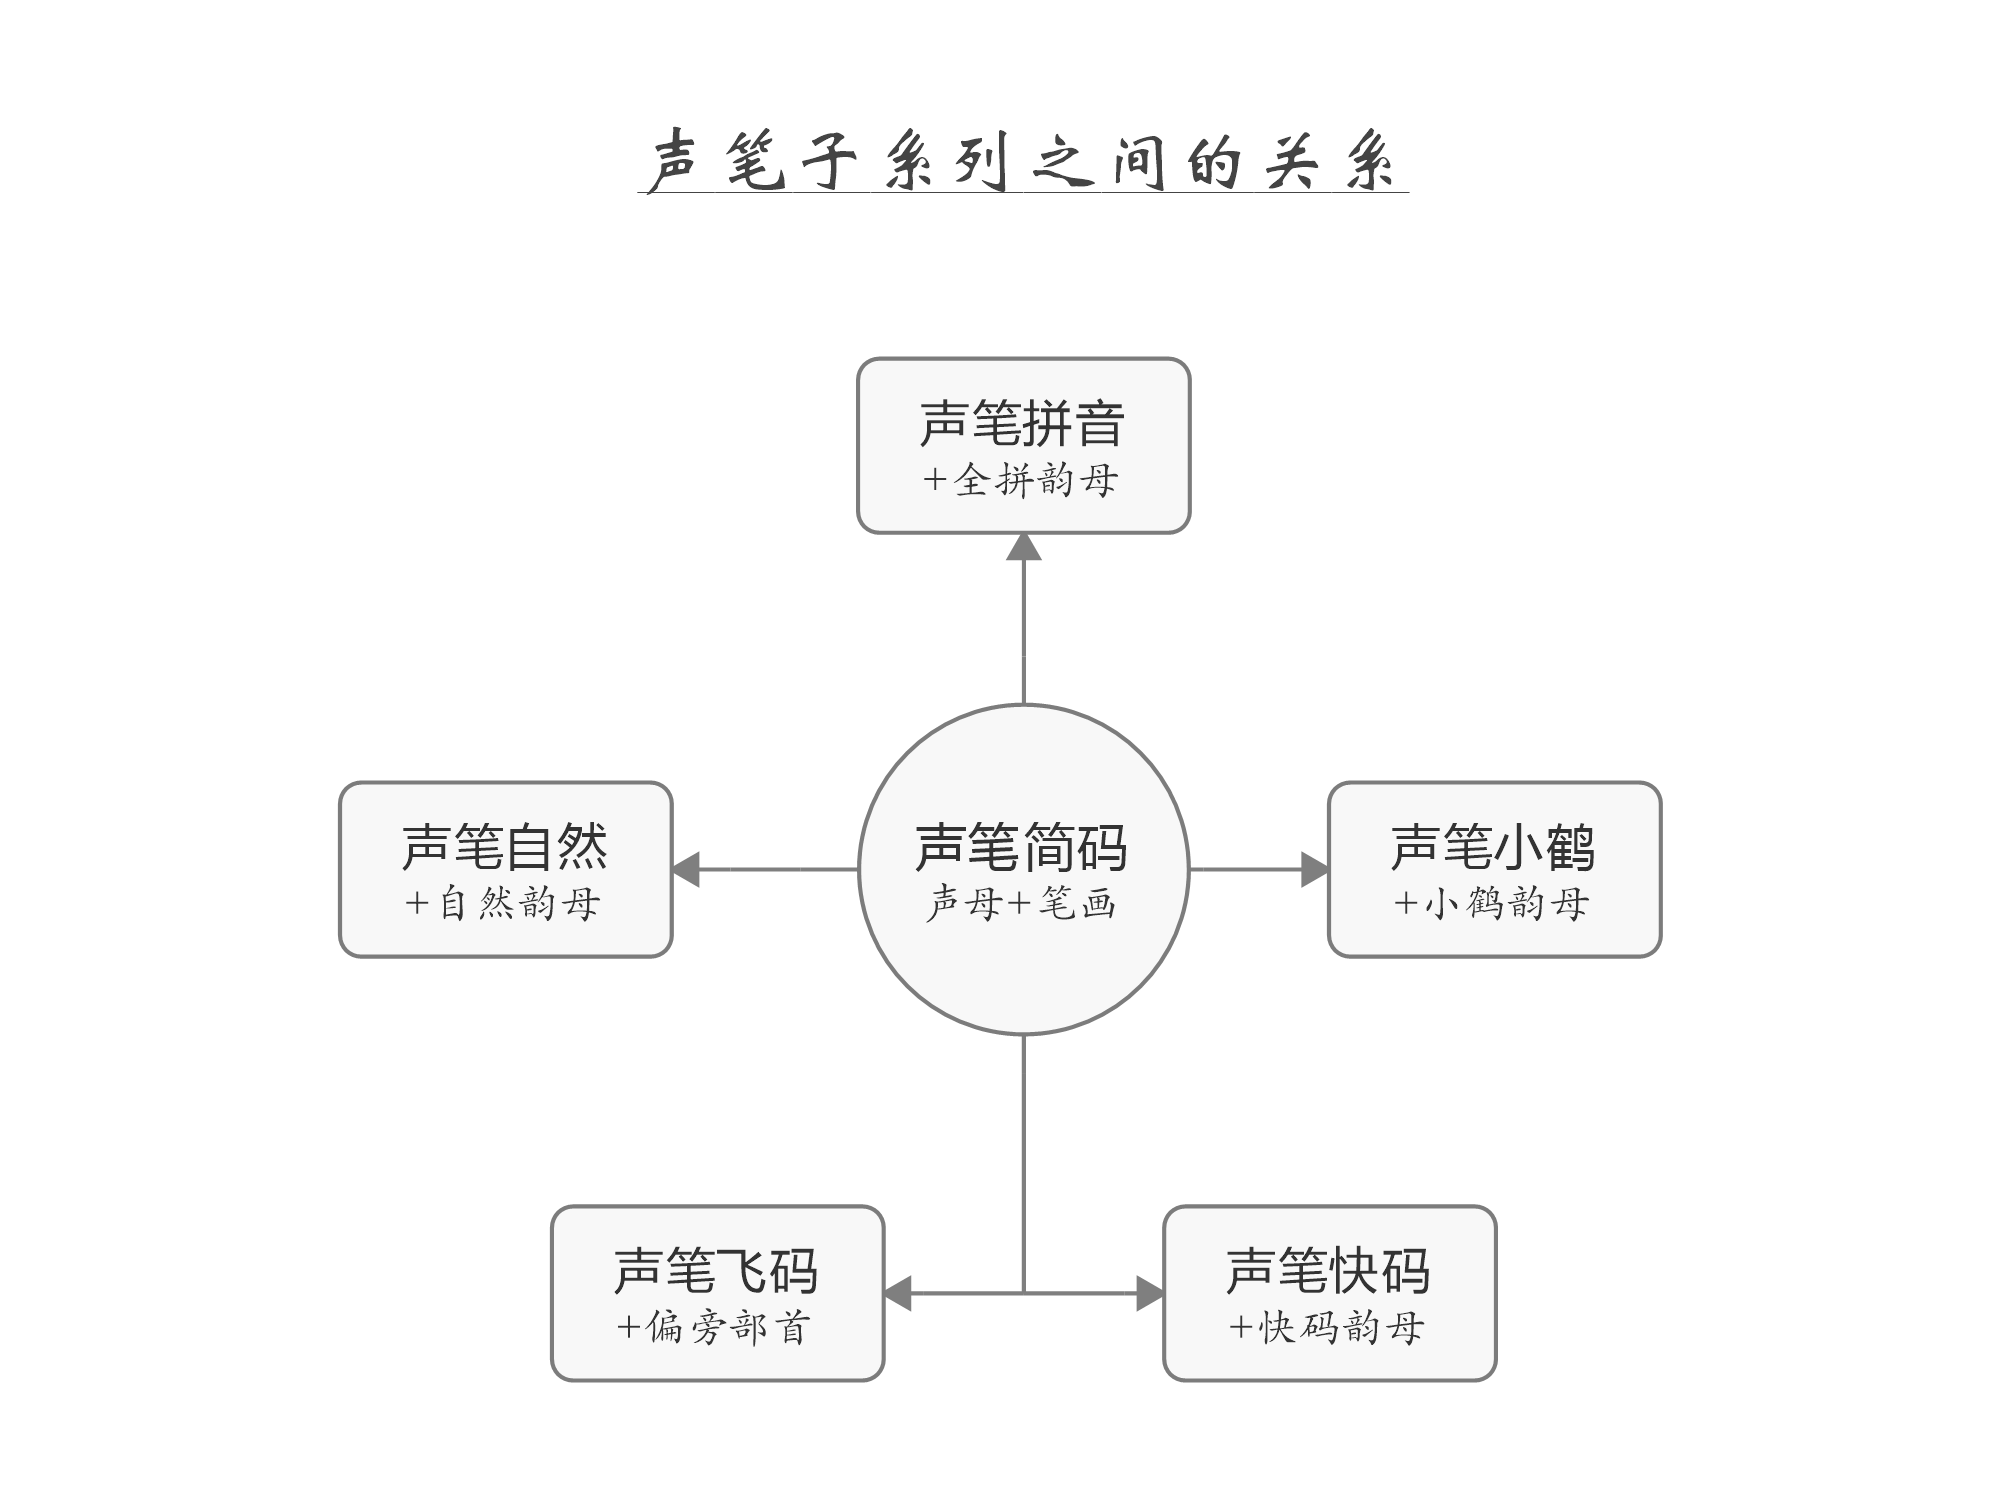 声笔子系列之间的关系
声笔拼音
+全拼韵母
声笔自然
+自然韵母
声笔简码
声母+笔画
声笔小鹤
+小鹤韵母
声笔飞码
+偏旁部首
声笔快码
+快码韵母